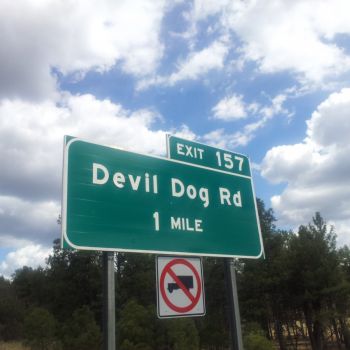 EXIT 157
Devil Dog Rd
1 MILE